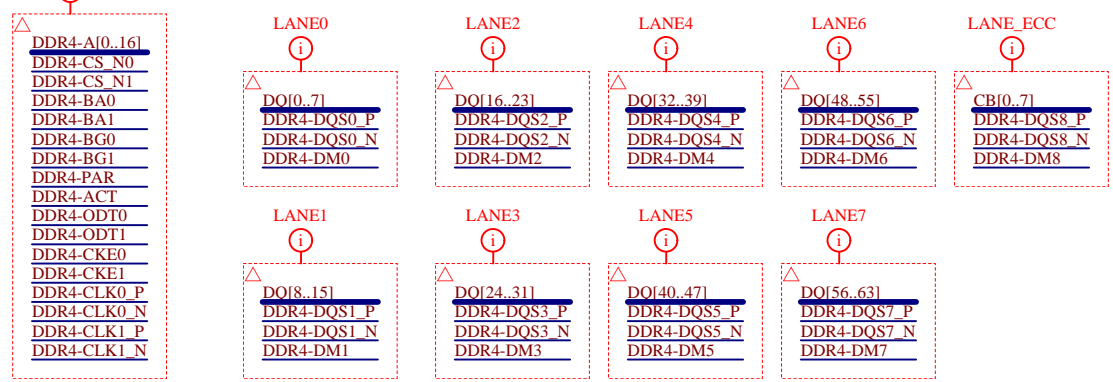 DDR4-A[0..16]
DDR4-CS_N0
DDR4-CS_N1
DDR4-BA0
DDR4-BA1
DDR4-BG0
DDR4-BG1
DDR4-PAR
DDR4-ACT
DDR4-ODT0
DDR4-ODT1
DDR4-CKE0
DDR4-CKE1
DDR4-CLK0_P
DDR4-CLK0_N
DDR4-CLK1_P
DDR4-CLK1_N
LANE0
i
DQ[0..7]
DDR4-DQS0_P
DDR4-DQS0_N
DDR4-DM0
LANE2
i
DQ[16..23]
DDR4-DQS2_P
DDR4-DQS2_N
DDR4-DM2
LANE4
i
DQ[32..39]
DDR4-DQS4_P
DDR4-DQS4_N
DDR4-DM4
LANE6
i
DQ[48..55]
DDR4-DQS6_P
DDR4-DQS6_N
DDR4-DM6
LANE_ECC
i
CB[0..7]
DDR4-DQS8_P
DDR4-DQS8_N
DDR4-DM8
LANE1
i
DQ[8..15]
DDR4-DQS1_P
DDR4-DQS1_N
DDR4-DM1
LANE3
i
DQ[24..31]
DDR4-DQS3_P
DDR4-DQS3_N
DDR4-DM3
LANE5
i
DQ[40..47]
DDR4-DQS5_P
DDR4-DQS5_N
DDR4-DM5
LANE7
i
DQ[56..63]
DDR4-DQS7_P
DDR4-DQS7_N
DDR4-DM7